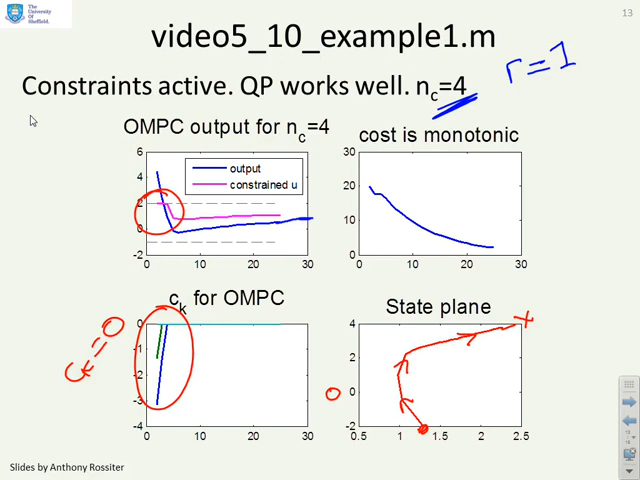 The
University
Of
Sheffield.
13
video5_10_example1.m
Constraints active. QP works well. nc=4
r=1
OMPC output for nc=4
6
4
2
0
-2
0 10 20 30
output
constrained u
cost is monotonic
30
20
10
0
0 10 20 30
ck for OMPC
0
-1
-2
-3
-4
0 10 20 30
State plane
4
2
0
-2
0.5 1 1.5 2 2.5
Slides by Anthony Rossiter